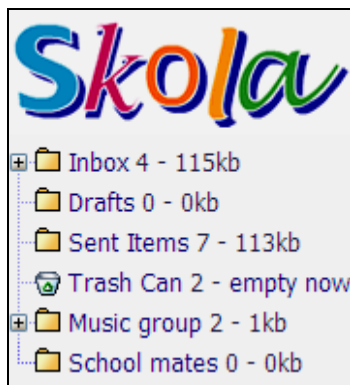 Skola
Inbox 4 - 115kb
Drafts 0 - 0kb
Sent Items 7 - 113kb
Trash Can 2 - empty now
Music group 2 - 1kb
School mates 0 - 0kb